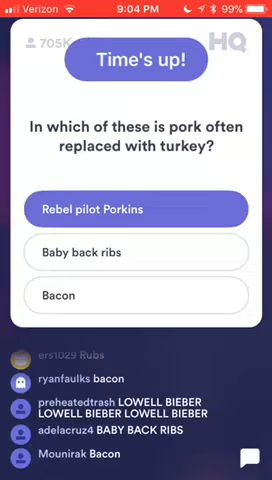 Verizon 9:04 PM 99%
705K
HQ
Time's up!
In which of these is pork often
replaced with turkey?
Rebel pilot Porkins
Baby back ribs
Bacon
ers1029 Rubs
ryanfaulks bacon
preheatedtrash LOWELL BIEBER
LOWELL BIEBER LOWELL BIEBER
adelacruz4 BABY BACK RIBS
Mounirak Bacon